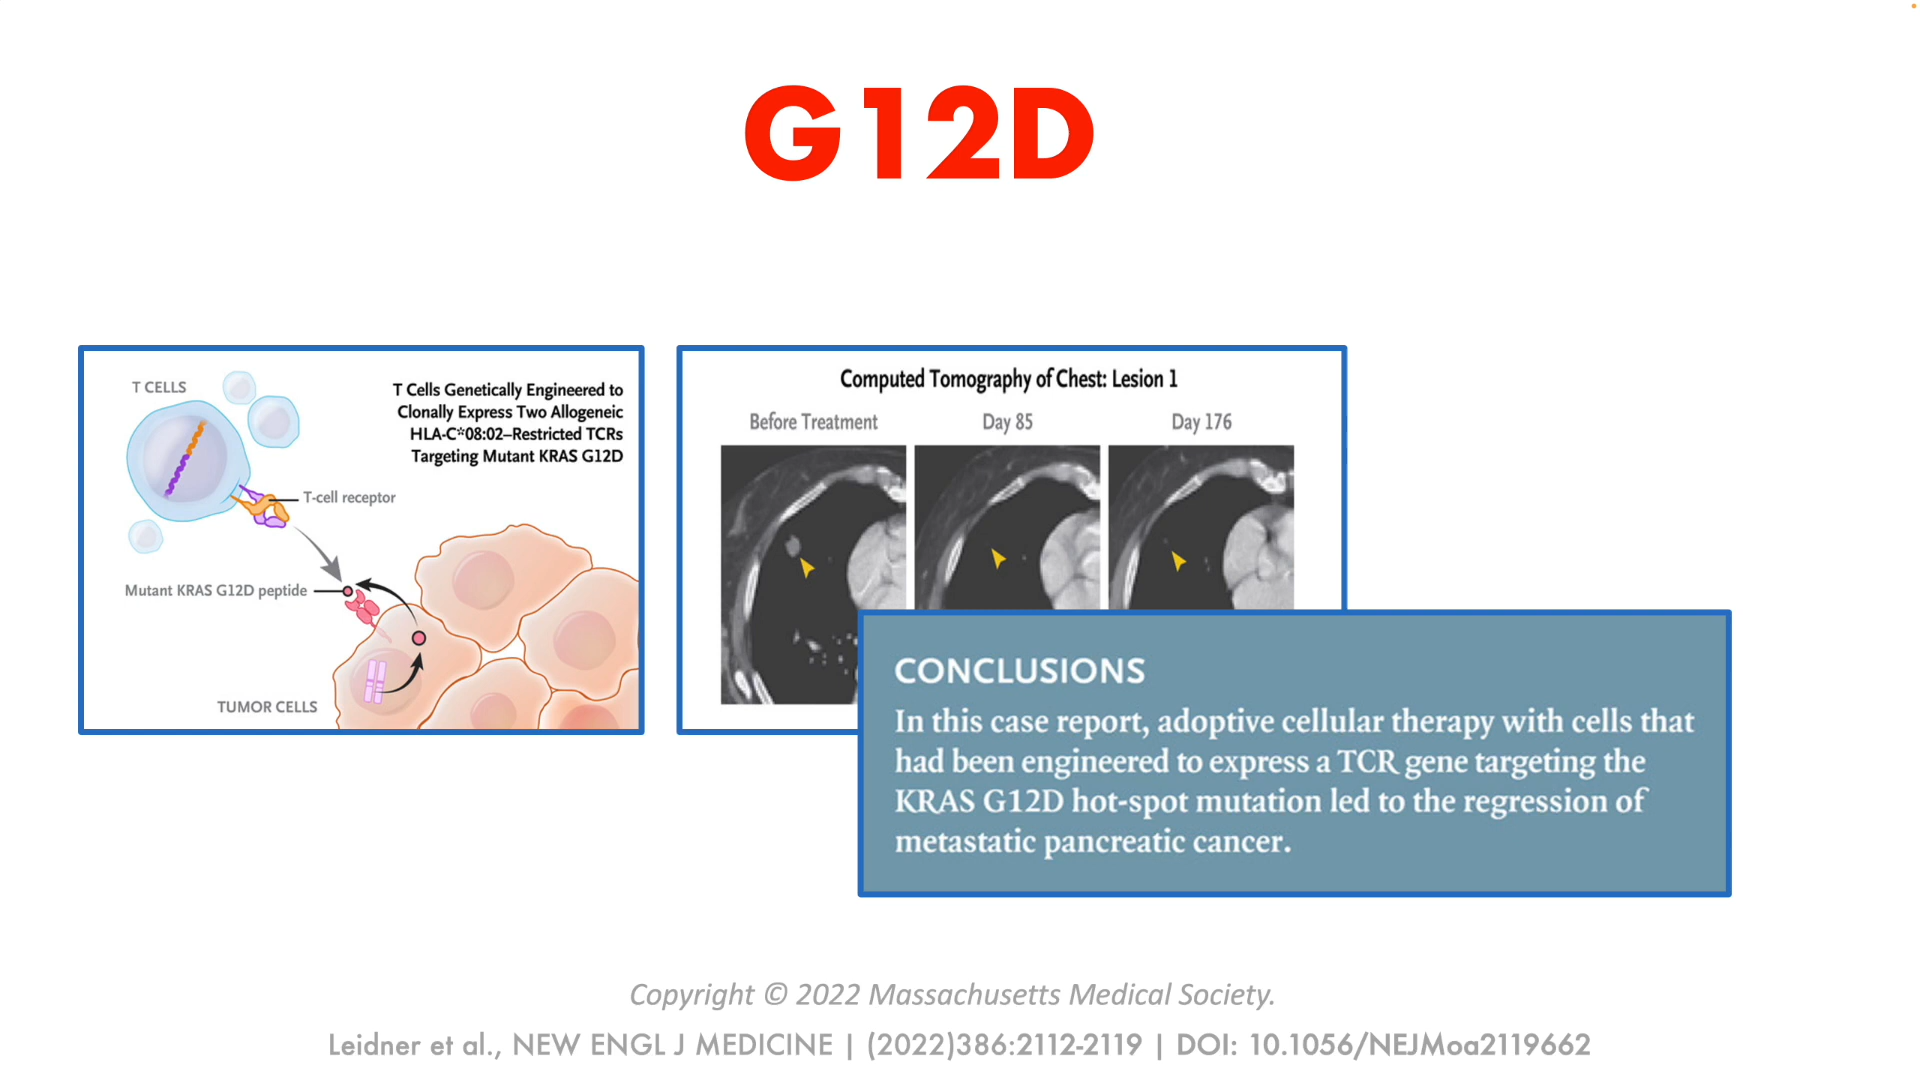 G12D
T CELLS
T Cells Genetically Engineered to
Clonally Express Two Allogeneic
HLA-C*08:02–Restricted TCRs
Targeting Mutant KRAS G12D
T-cell receptor
Mutant KRAS G12D peptide
TUMOR CELLS
Computed Tomography of Chest: Lesion 1
Before Treatment
Day 85
Day 176
CONCLUSIONS
In this case report, adoptive cellular therapy with cells that
had been engineered to express a TCR gene targeting the
KRAS G12D hot-spot mutation led to the regression of
metastatic pancreatic cancer.
Copyright © 2022 Massachusetts Medical Society.
Leidner et al., NEW ENGL J MEDICINE | (2022)386:2112-2119 | DOI: 10.1056/NEJMoa2119662